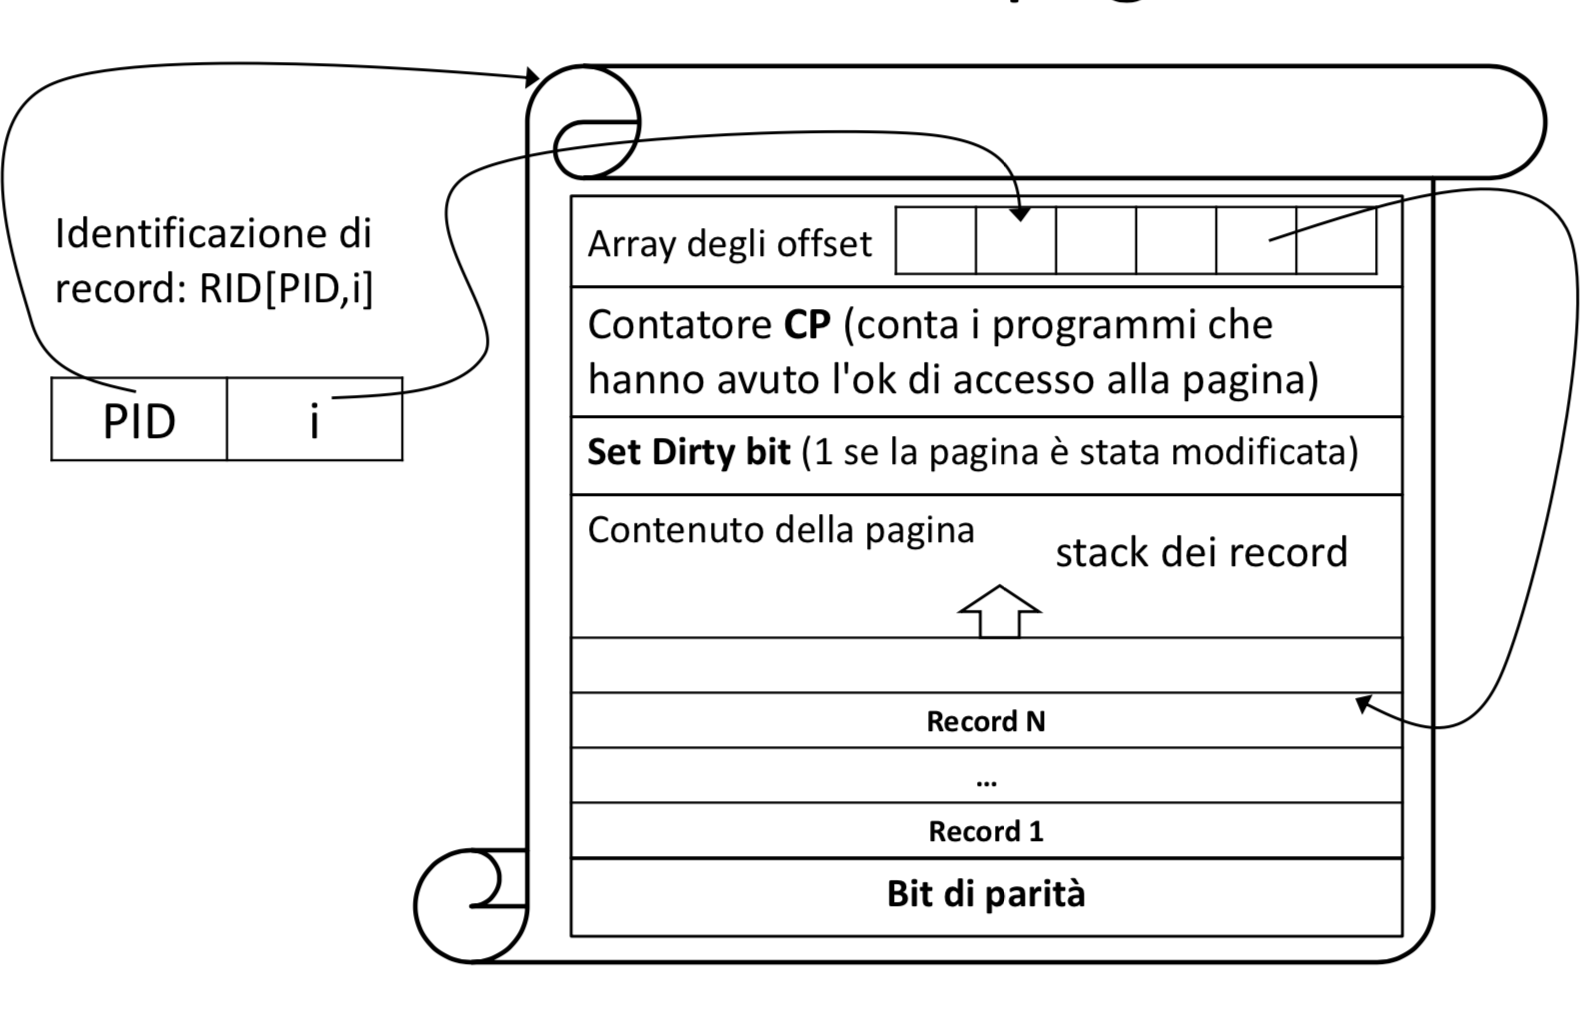 Identificazione di
record: RID[PID,i]
PID i
Array degli offset
Contatore CP (conta i programmi che
hanno avuto l'ok di accesso alla pagina)
Set Dirty bit (1 se la pagina è stata modificata)
Contenuto della pagina
stack dei record
Record N
...
Record 1
Bit di parità